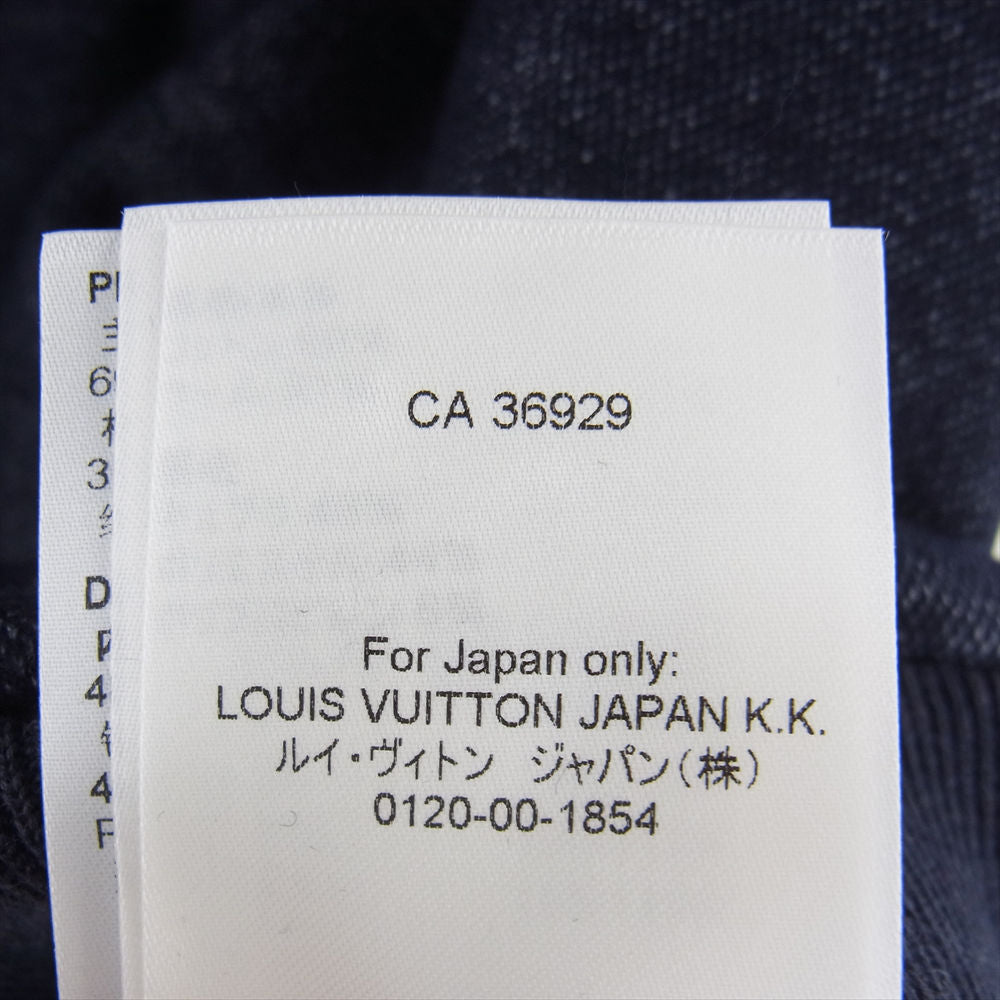 CA 36929
For Japan only:
LOUIS VUITTON JAPAN K.K.
ルイ・ヴィトン　ジャパン(株)
0120-00-1854